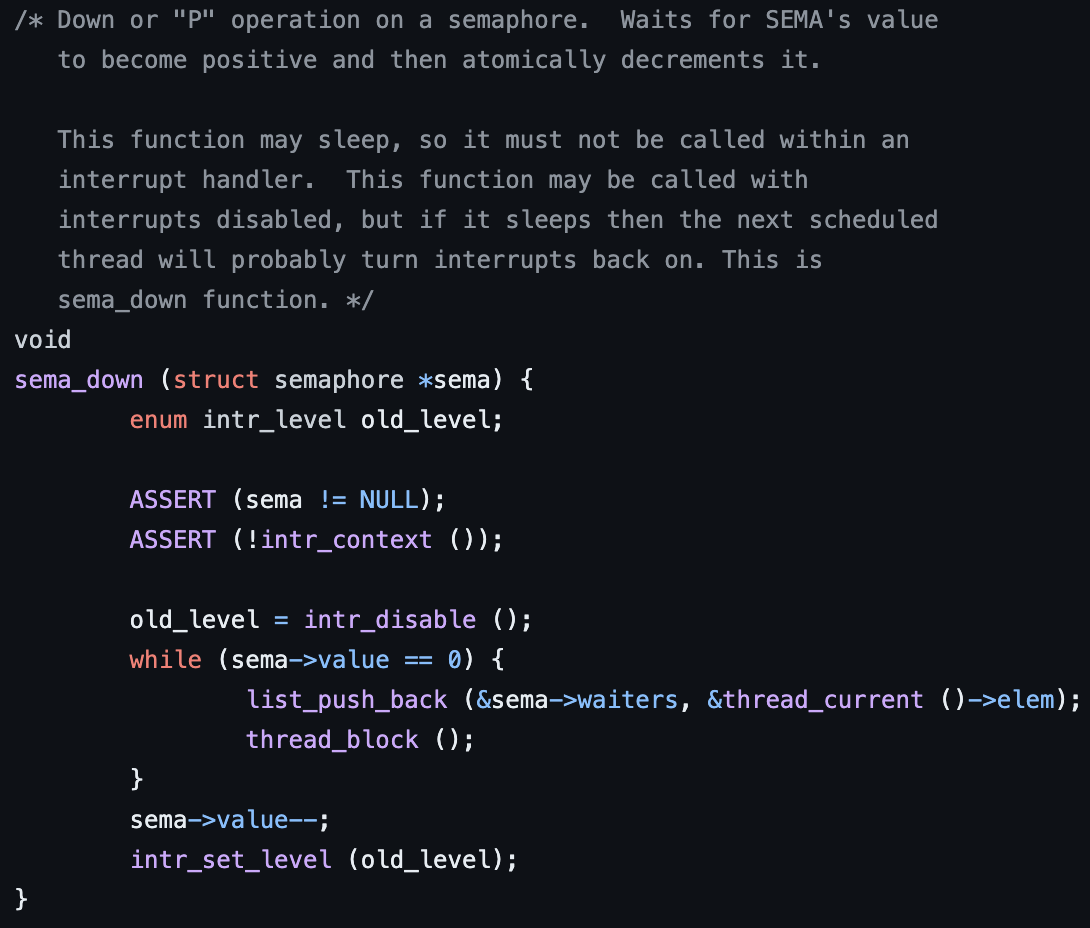 /* Down or "P" operation on a semaphore.  Waits for SEMA's value
   to become positive and then atomically decrements it.

   This function may sleep, so it must not be called within an
   interrupt handler.  This function may be called with
   interrupts disabled, but if it sleeps then the next scheduled
   thread will probably turn interrupts back on. This is
   sema_down function. */
void
sema_down (struct semaphore *sema) {
        enum intr_level old_level;

        ASSERT (sema != NULL);
        ASSERT (!intr_context ());

        old_level = intr_disable ();
        while (sema->value == 0) {
                list_push_back (&sema->waiters, &thread_current ()->elem);
                thread_block ();
        }
        sema->value--;
        intr_set_level (old_level);
}